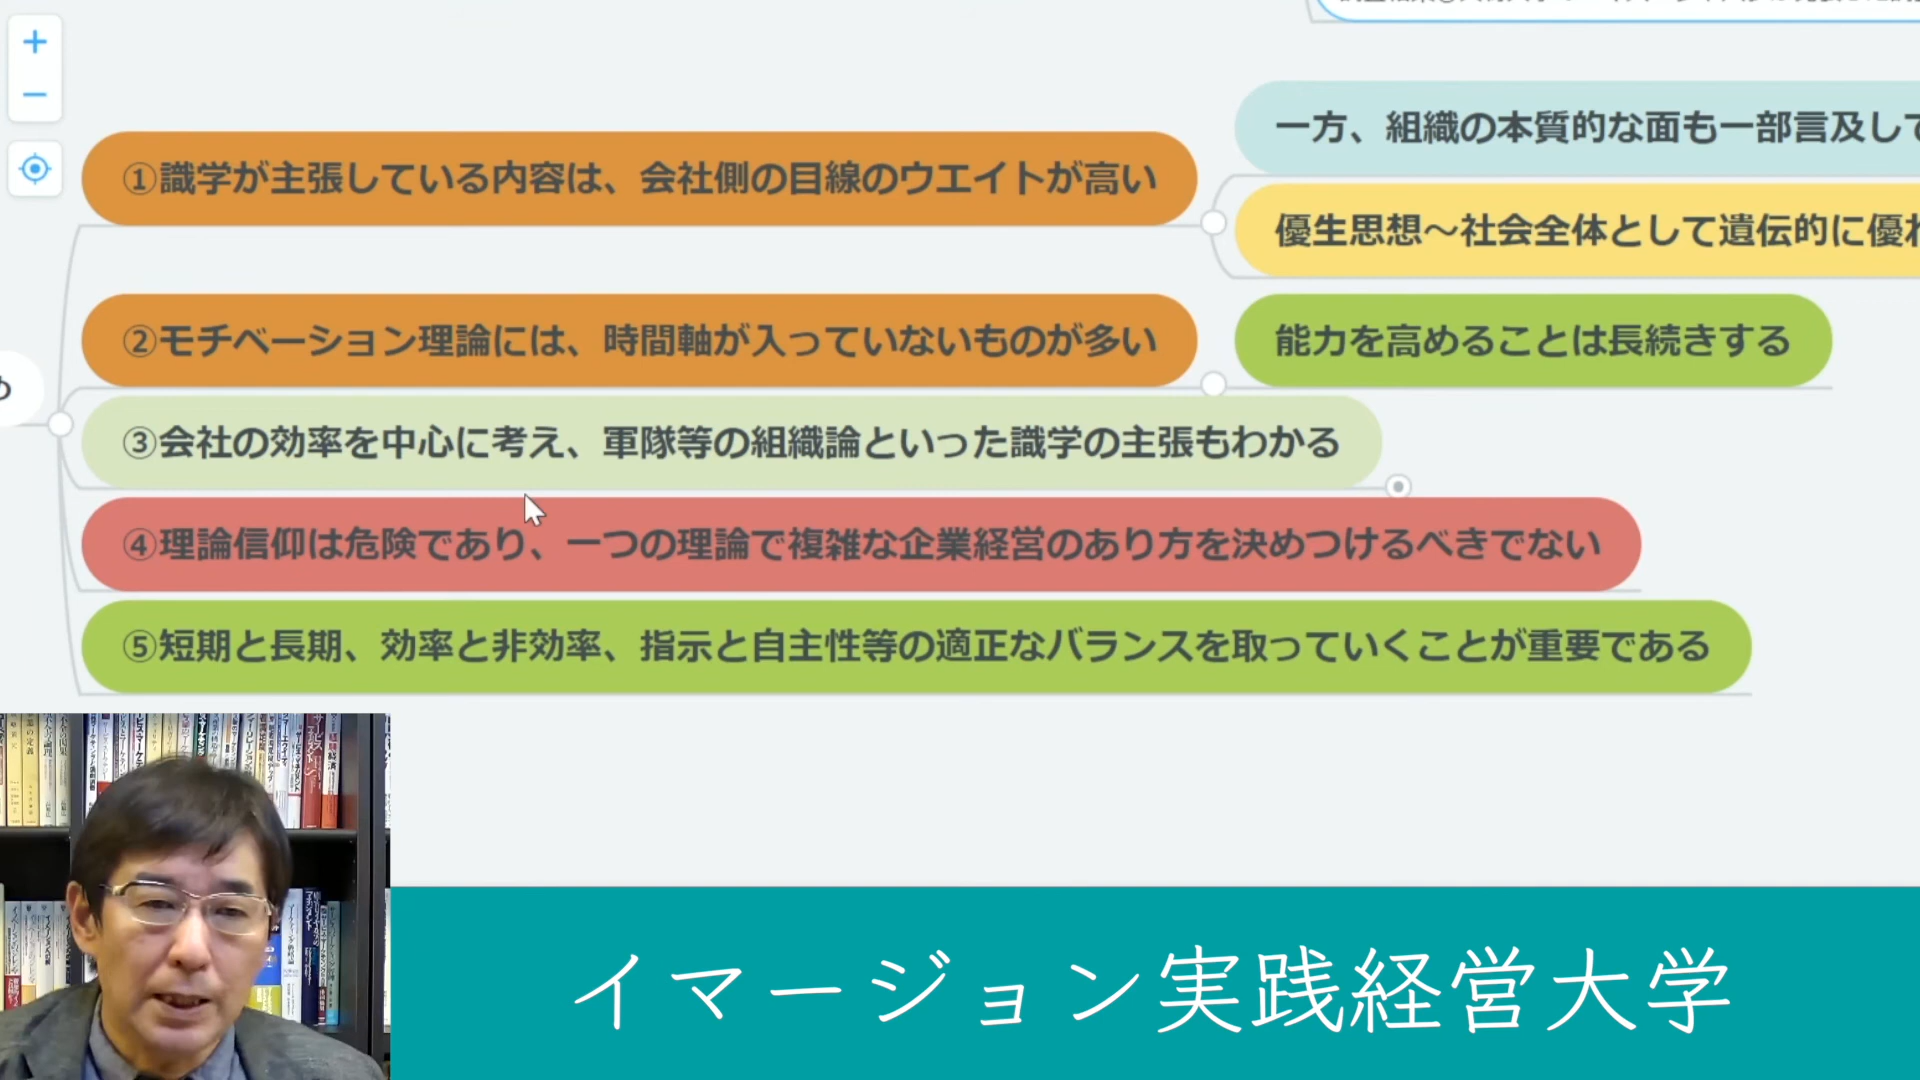 一方、組織の本質的な面も一部言及して
①識学が主張している内容は、会社側の目線のウエイトが高い
優生思想～社会全体として遺伝的に優れ
②モチベーション理論には、時間軸が入っていないものが多い
能力を高めることは長続きする
め
③会社の効率を中心に考え、軍隊等の組織論といった識学の主張もわかる
④理論信仰は危険であり、一つの理論で複雑な企業経営のあり方を決めつけるべきでない
⑤短期と長期、効率と非効率、指示と自主性等の適正なバランスを取っていくことが重要である
イマージョン実践経営大学